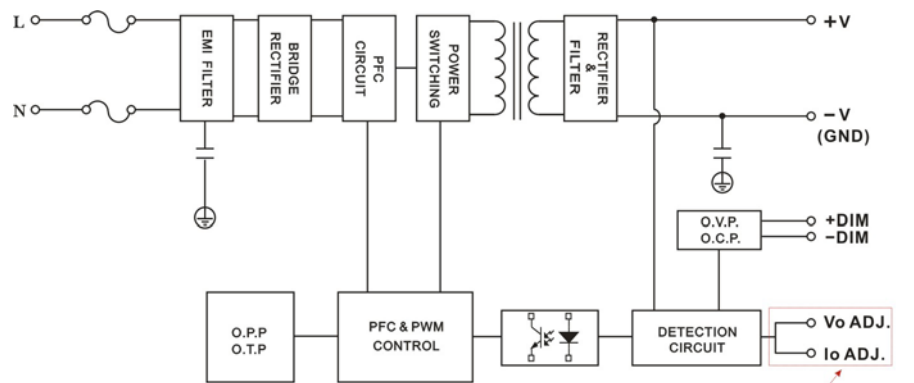 L
N
EMI FILTER
BRIDGE
RECTIFIER
PFC
CIRCUIT
POWER
SWITCHING
RECTIFIER
&
FILTER
+V
−V
(GND)
O.V.P.
O.C.P.
+DIM
−DIM
O.P.P
O.T.P
PFC & PWM
CONTROL
DETECTION
CIRCUIT
Vo ADJ.
Io ADJ.